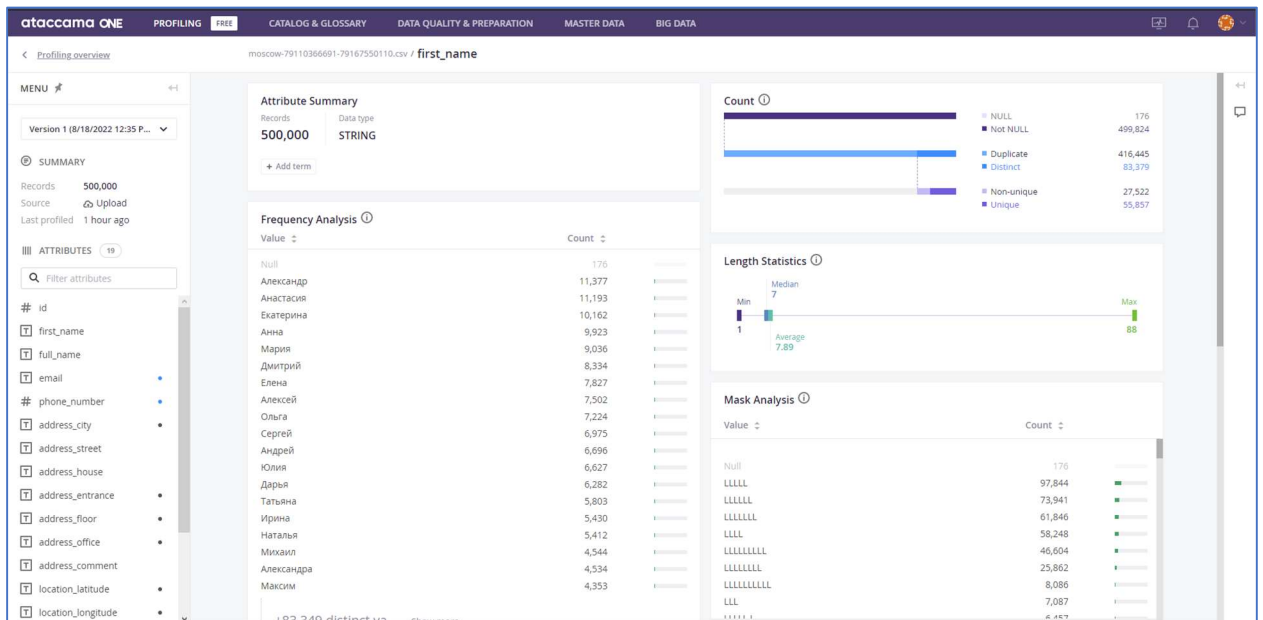 ataccama ONE PROFILING FREE CATALOG & GLOSSARY DATA QUALITY & PREPARATION MASTER DATA BIG DATA
Profiling overview
moscow-79110366691-79167550110.csv / first_name
MENU
Version 1 (8/18/2022 12:35 P...
SUMMARY
Records 500,000
Source Upload
Last profiled 1 hour ago
ATTRIBUTES 19
Filter attributes
# id
T first_name
T full_name
T email
# phone_number
T address_city
T address_street
T address_house
T address_entrance
T address_floor
T address_office
T address_comment
T location_latitude
T location_longitude
Attribute Summary
Records Data type
500,000 STRING
+ Add term
Frequency Analysis
Value Count
Null 176
Александр 11,377
Анастасия 11,193
Екатерина 10,162
Анна 9,923
Мария 9,036
Дмитрий 8,334
Елена 7,827
Алексей 7,502
Ольга 7,224
Сергей 6,975
Андрей 6,696
Юлия 6,627
Дарья 6,282
Татьяна 5,803
Ирина 5,430
Наталья 5,412
Михаил 4,544
Александра 4,534
Максим 4,353
Count
NULL 176
Not NULL 499,824
Duplicate 416,445
Distinct 83,379
Non-unique 27,522
Unique 55,857
Length Statistics
Median
7
Min Max
1 88
Average
7.89
Mask Analysis
Value Count
Null 176
LLLLL 97,844
LLLLLL 73,941
LLLLLLL 61,846
LLLL 58,248
LLLLLLLLL 46,604
LLLLLLLL 25,862
LLLLLLLLLL 8,086
LLL 7,087